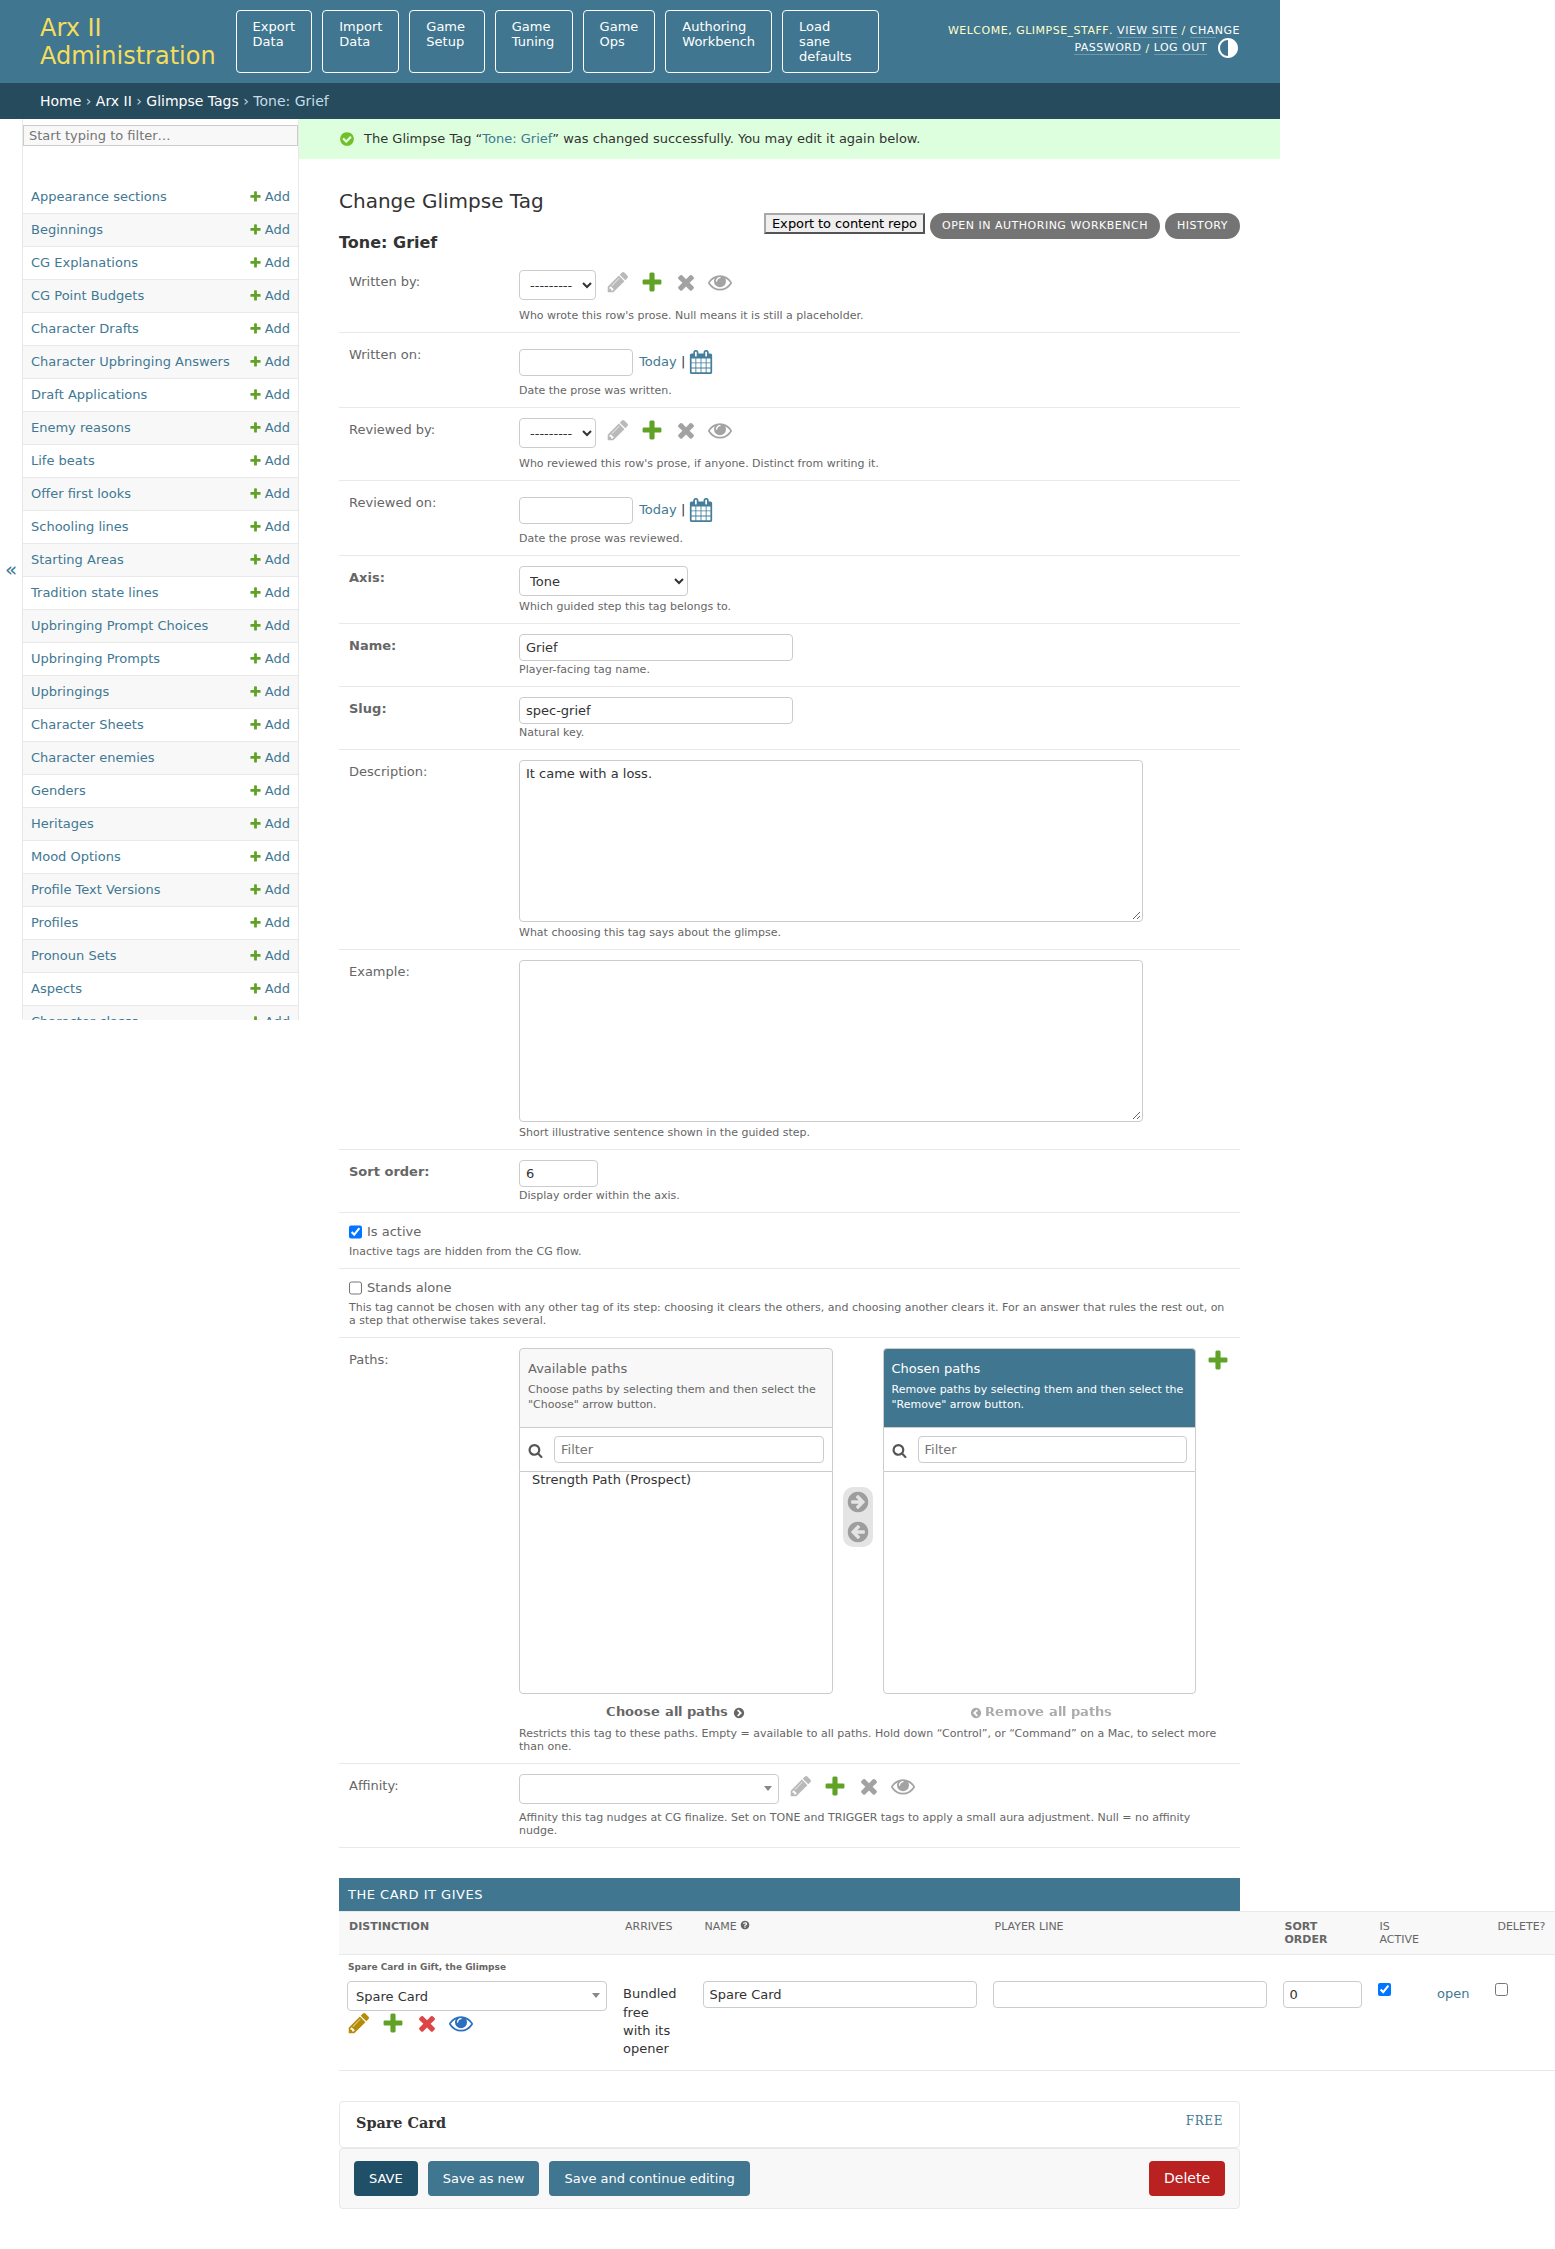 Arx II
Administration
Export
Data
Import
Data
Game
Setup
Game
Tuning
Game
Ops
Authoring
Workbench
Load
sane
defaults
WELCOME, GLIMPSE_STAFF. VIEW SITE / CHANGE
PASSWORD / LOG OUT
Home › Arx II › Glimpse Tags › Tone: Grief
Start typing to filter…
The Glimpse Tag “Tone: Grief” was changed successfully. You may edit it again below.
Appearance sections Add
Beginnings Add
CG Explanations Add
CG Point Budgets Add
Character Drafts Add
Character Upbringing Answers Add
Draft Applications Add
Enemy reasons Add
Life beats Add
Offer first looks Add
Schooling lines Add
Starting Areas Add
Tradition state lines Add
Upbringing Prompt Choices Add
Upbringing Prompts Add
Upbringings Add
Character Sheets Add
Character enemies Add
Genders Add
Heritages Add
Mood Options Add
Profile Text Versions Add
Profiles Add
Pronoun Sets Add
Aspects Add
«
Change Glimpse Tag
Export to content repo OPEN IN AUTHORING WORKBENCH HISTORY
Tone: Grief
Written by: ---------
Who wrote this row's prose. Null means it is still a placeholder.
Written on: Today |
Date the prose was written.
Reviewed by: ---------
Who reviewed this row's prose, if anyone. Distinct from writing it.
Reviewed on: Today |
Date the prose was reviewed.
Axis: Tone
Which guided step this tag belongs to.
Name: Grief
Player-facing tag name.
Slug: spec-grief
Natural key.
Description: It came with a loss.
What choosing this tag says about the glimpse.
Example:
Short illustrative sentence shown in the guided step.
Sort order: 6
Display order within the axis.
Is active
Inactive tags are hidden from the CG flow.
Stands alone
This tag cannot be chosen with any other tag of its step: choosing it clears the others, and choosing another clears it. For an answer that rules the rest out, on
a step that otherwise takes several.
Paths:
Available paths
Choose paths by selecting them and then select the
"Choose" arrow button.
Filter
Strength Path (Prospect)
Choose all paths
Chosen paths
Remove paths by selecting them and then select the
"Remove" arrow button.
Filter
Remove all paths
Restricts this tag to these paths. Empty = available to all paths. Hold down “Control”, or “Command” on a Mac, to select more
than one.
Affinity:
Affinity this tag nudges at CG finalize. Set on TONE and TRIGGER tags to apply a small aura adjustment. Null = no affinity
nudge.
THE CARD IT GIVES
DISTINCTION ARRIVES NAME PLAYER LINE SORT
ORDER IS
ACTIVE DELETE?
Spare Card in Gift, the Glimpse
Spare Card
Bundled
free
with its
opener
Spare Card 0 open
Spare Card FREE
SAVE Save as new Save and continue editing Delete